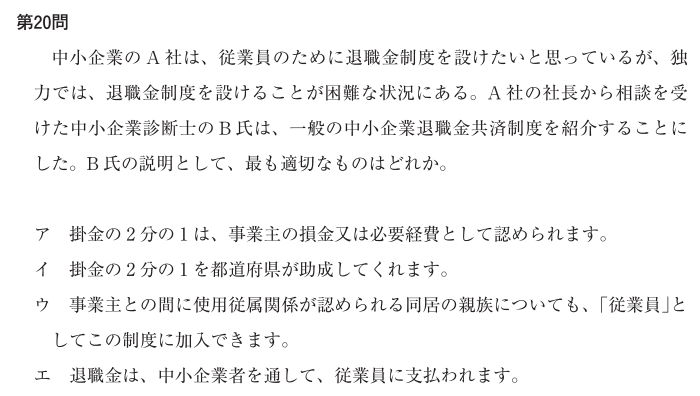 第20問
中小企業のA社は、従業員のために退職金制度を設けたいと思っているが、独
力では、退職金制度を設けることが困難な状況にある。A社の社長から相談を受
けた中小企業診断士のB氏は、一般の中小企業退職金共済制度を紹介することに
した。B氏の説明として、最も適切なものはどれか。
ア　掛金の2分の1は、事業主の損金又は必要経費として認められます。
イ　掛金の2分の1を都道府県が助成してくれます。
ウ　事業主との間に使用従属関係が認められる同居の親族についても、「従業員」と
してこの制度に加入できます。
エ　退職金は、中小企業者を通して、従業員に支払われます。